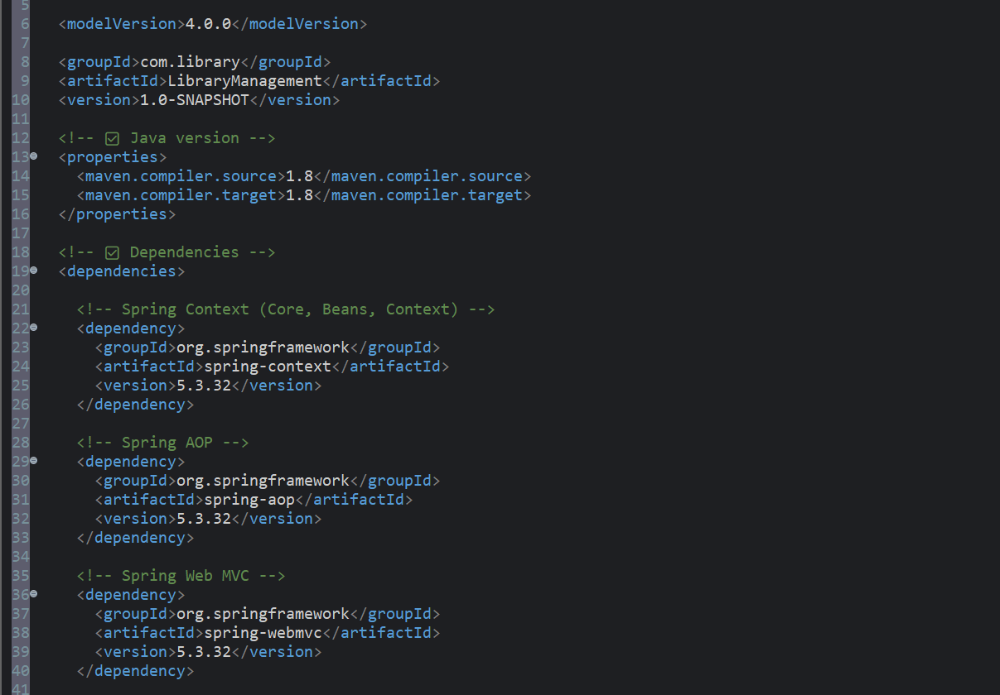 5
6 <modelVersion>4.0.0</modelVersion>
7
8 <groupId>com.library</groupId>
9 <artifactId>LibraryManagement</artifactId>
10 <version>1.0-SNAPSHOT</version>
11
12 <!-- ☑ Java version -->
13 <properties>
14 <maven.compiler.source>1.8</maven.compiler.source>
15 <maven.compiler.target>1.8</maven.compiler.target>
16 </properties>
17
18 <!-- ☑ Dependencies -->
19 <dependencies>
20
21 <!-- Spring Context (Core, Beans, Context) -->
22 <dependency>
23 <groupId>org.springframework</groupId>
24 <artifactId>spring-context</artifactId>
25 <version>5.3.32</version>
26 </dependency>
27
28 <!-- Spring AOP -->
29 <dependency>
30 <groupId>org.springframework</groupId>
31 <artifactId>spring-aop</artifactId>
32 <version>5.3.32</version>
33 </dependency>
34
35 <!-- Spring Web MVC -->
36 <dependency>
37 <groupId>org.springframework</groupId>
38 <artifactId>spring-webmvc</artifactId>
39 <version>5.3.32</version>
40 </dependency>
41